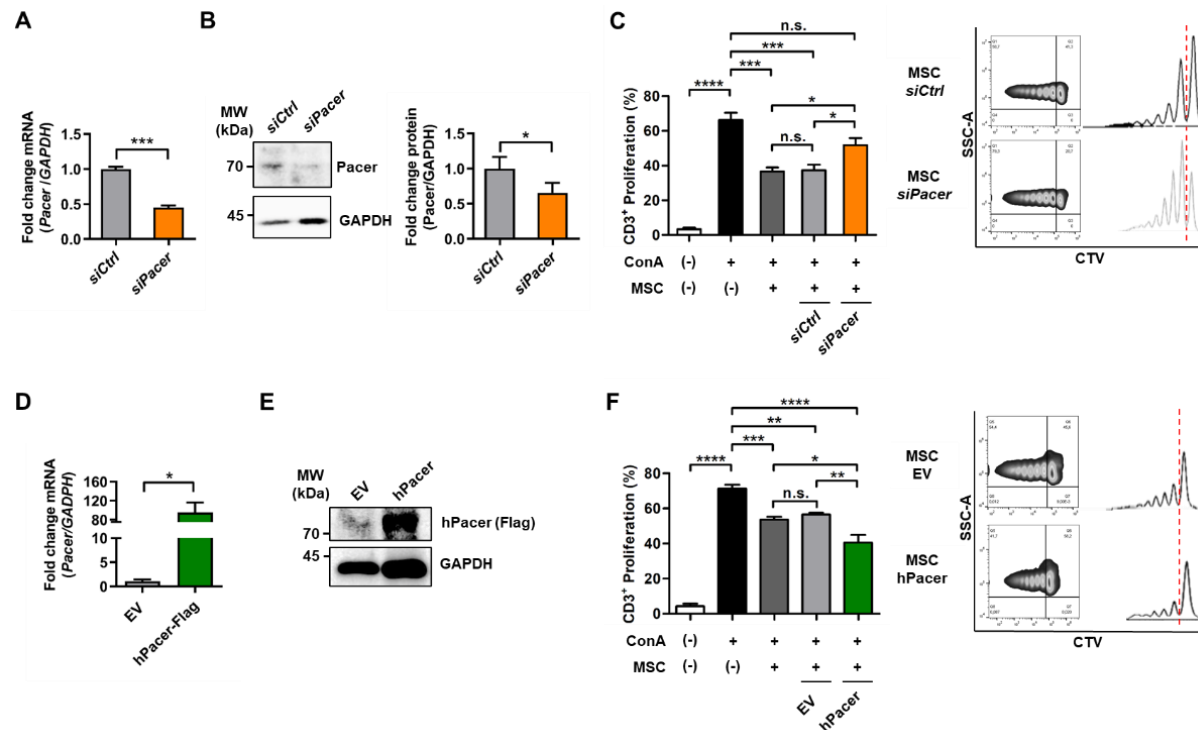 A
Fold change mRNA
(Pacer /GAPDH)
1.5
1.0
0.5
0.0
***
siCtrl
siPacer
B
MW
(kDa)
siCtrl
siPacer
70
Pacer
45
GAPDH
Fold change protein
(Pacer/GAPDH)
1.5
1.0
0.5
0.0
*
siCtrl
siPacer
C
n.s.
***
***
****
*
n.s.
*
CD3+ Proliferation (%)
80
60
40
20
0
ConA (-) + + + +
MSC (-) (-) + + +
siCtrl
siPacer
MSC
siCtrl
MSC
siPacer
SSC-A
CTV
D
Fold change mRNA
(Pacer/GADPH)
160
120
80
5
0
*
EV
hPacer-Flag
E
MW
(kDa)
EV
hPacer
70
hPacer (Flag)
45
GAPDH
F
****
**
***
****
*
n.s.
**
CD3+ Proliferation (%)
80
60
40
20
0
ConA (-) + + + +
MSC (-) (-) + + +
EV
hPacer
MSC
EV
MSC
hPacer
SSC-A
CTV